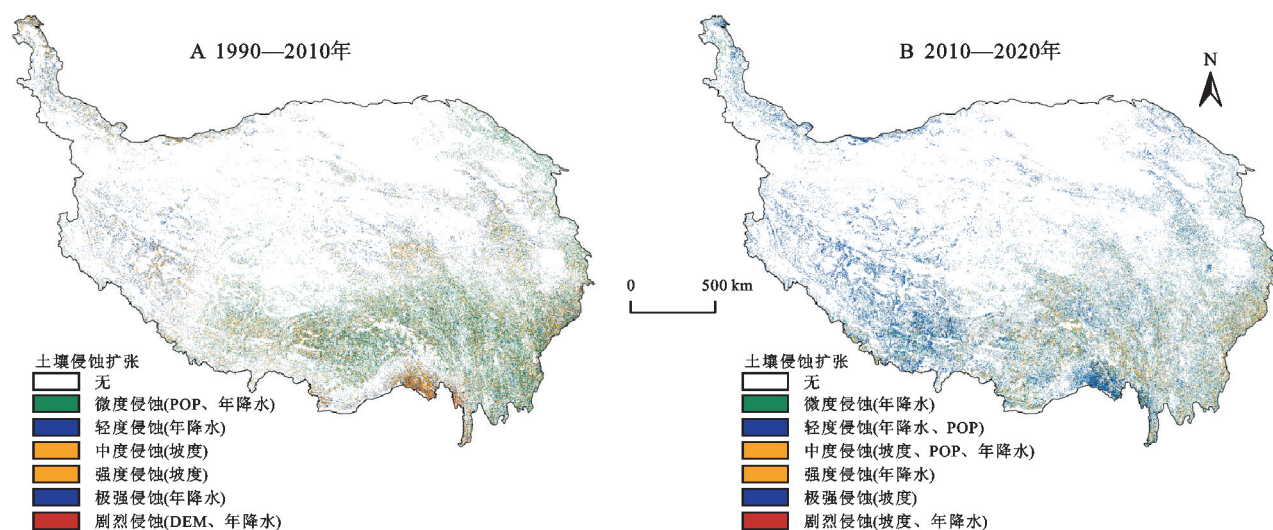 A 1990—2010年
B 2010—2020年
N
0 500 km
土壤侵蚀扩张
无
微度侵蚀(POP、年降水)
轻度侵蚀(年降水)
中度侵蚀(坡度)
强度侵蚀(坡度)
极强侵蚀(年降水)
剧烈侵蚀(DEM、年降水)
土壤侵蚀扩张
无
微度侵蚀(年降水)
轻度侵蚀(年降水、POP)
中度侵蚀(坡度、POP、年降水)
强度侵蚀(年降水)
极强侵蚀(坡度)
剧烈侵蚀(坡度、年降水)